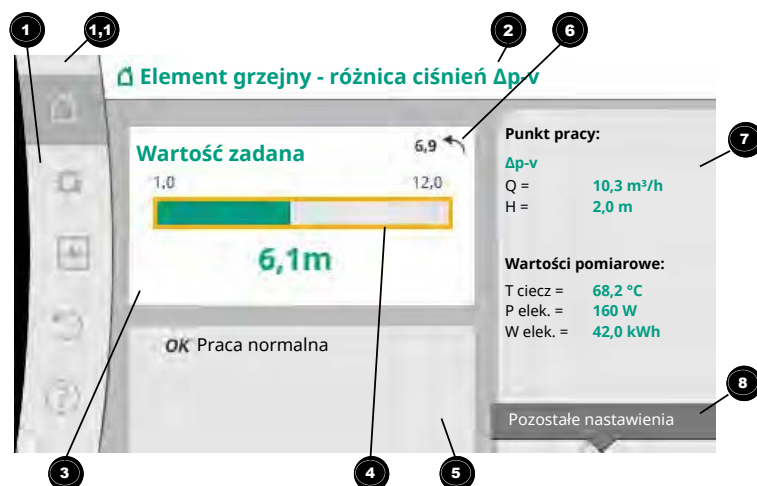 1
1,1
2
6
Element grzejny - różnica ciśnień Δp-v
Wartość zadana
6,9
1,0
12,0
6,1m
OK Praca normalna
Punkt pracy:
7
Δp-v
Q = 10,3 m³/h
H = 2,0 m
Wartości pomiarowe:
T ciecz = 68,2 °C
P elek. = 160 W
W elek. = 42,0 kWh
8
Pozostałe nastawienia
3
4
5